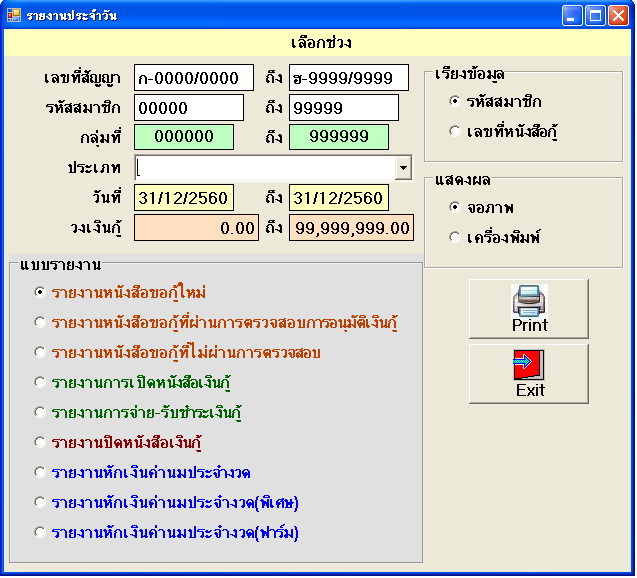 รายงานประจำวัน
เลือกช่วง
เลขที่สัญญา ก-0000/0000 ถึง ฮ-9999/9999
รหัสสมาชิก 00000 ถึง 99999
กลุ่มที่ 000000 ถึง 999999
ประเภท
วันที่ 31/12/2560 ถึง 31/12/2560
วงเงินกู้ 0.00 ถึง 99,999,999.00
เรียงข้อมูล
รหัสสมาชิก
เลขที่หนังสือกู้
แสดงผล
จอภาพ
เครื่องพิมพ์
แบบรายงาน
รายงานหนังสือขอกู้ใหม่
รายงานหนังสือขอกู้ที่ผ่านการตรวจสอบการอนุมัติเงินกู้
รายงานหนังสือขอกู้ที่ไม่ผ่านการตรวจสอบ
รายงานการเปิดหนังสือเงินกู้
รายงานการจ่าย-รับชำระเงินกู้
รายงานปิดหนังสือเงินกู้
รายงานหักเงินค่านมประจำงวด
รายงานหักเงินค่านมประจำงวด(พิเศษ)
รายงานหักเงินค่านมประจำงวด(ฟาร์ม)
Print
Exit